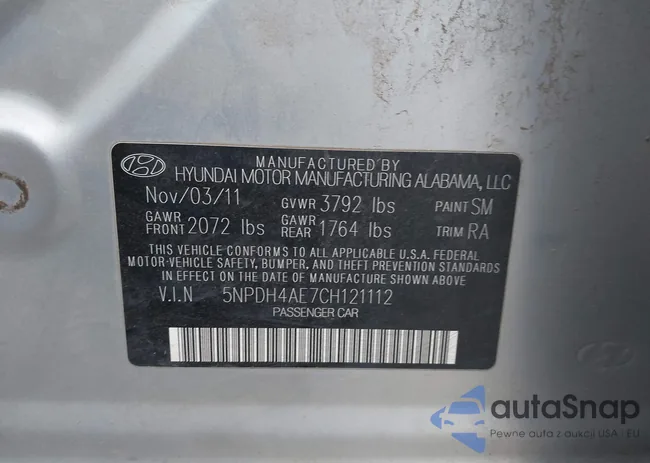 MANUFACTURED BY
HYUNDAI MOTOR MANUFACTURING ALABAMA, LLC
Nov/03/11 GVWR 3792 lbs PAINT SM
GAWR FRONT 2072 lbs GAWR REAR 1764 lbs TRIM RA
THIS VEHICLE CONFORMS TO ALL APPLICABLE U.S.A. FEDERAL
MOTOR-VEHICLE SAFETY, BUMPER, AND THEFT PREVENTION STANDARDS
IN EFFECT ON THE DATE OF MANUFACTURE SHOWN ABOVE.
V.I.N 5NPDH4AE7CH121112
PASSENGER CAR
autoSnap
Pewne auta z aukcji USA i EU